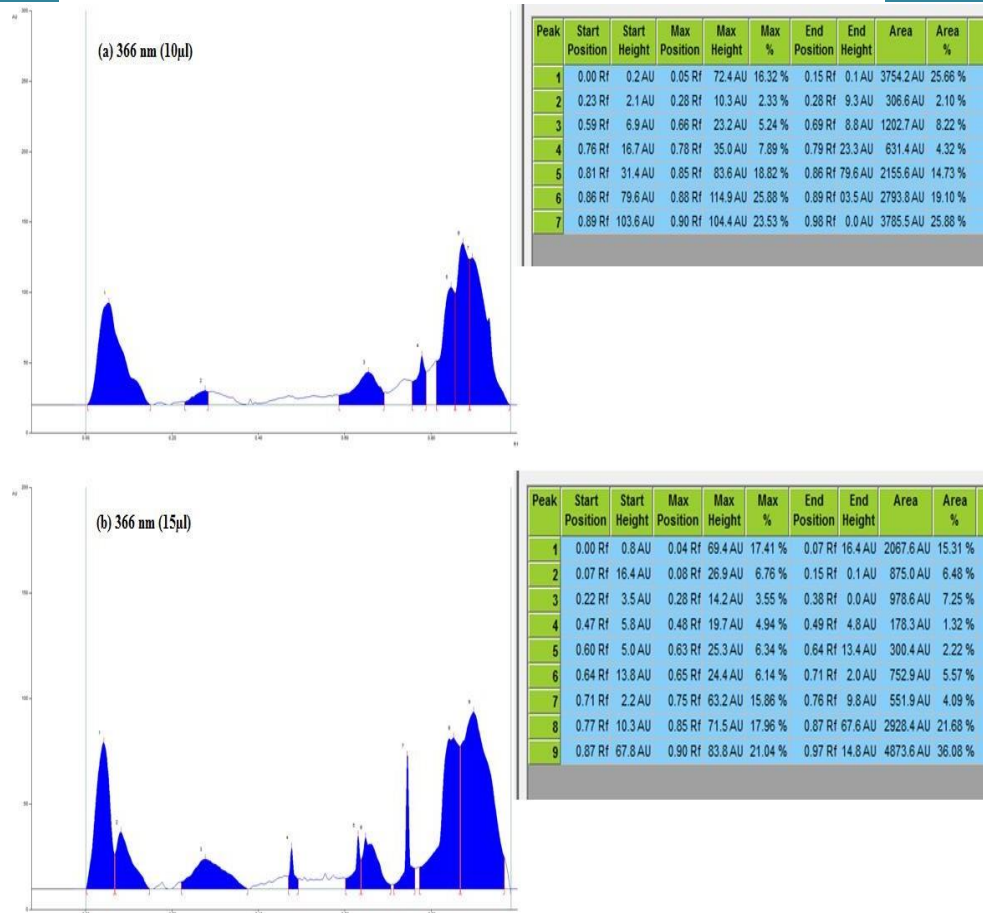 (a) 366 nm (10µl)
Peak Start Position Start Height Max Position Max Height Max % End Position End Height Area Area %
1 0.00 Rf 0.2 AU 0.05 Rf 72.4 AU 16.32 % 0.15 Rf 0.1 AU 3754.2 AU 25.66 %
2 0.23 Rf 2.1 AU 0.28 Rf 10.3 AU 2.33 % 0.28 Rf 9.3 AU 306.6 AU 2.10 %
3 0.59 Rf 6.9 AU 0.66 Rf 23.2 AU 5.24 % 0.69 Rf 8.8 AU 1202.7 AU 8.22 %
4 0.76 Rf 16.7 AU 0.78 Rf 35.0 AU 7.89 % 0.79 Rf 23.3 AU 631.4 AU 4.32 %
5 0.81 Rf 31.4 AU 0.85 Rf 83.6 AU 18.82 % 0.86 Rf 79.6 AU 2155.6 AU 14.73 %
6 0.86 Rf 79.6 AU 0.88 Rf 114.9 AU 25.88 % 0.89 Rf 03.5 AU 2793.8 AU 19.10 %
7 0.89 Rf 103.6 AU 0.90 Rf 104.4 AU 23.53 % 0.98 Rf 0.0 AU 3785.5 AU 25.88 %
(b) 366 nm (15µl)
Peak Start Position Start Height Max Position Max Height Max % End Position End Height Area Area %
1 0.00 Rf 0.8 AU 0.04 Rf 69.4 AU 17.41 % 0.07 Rf 16.4 AU 2067.6 AU 15.31 %
2 0.07 Rf 16.4 AU 0.08 Rf 26.9 AU 6.76 % 0.15 Rf 0.1 AU 875.0 AU 6.48 %
3 0.22 Rf 3.5 AU 0.28 Rf 14.2 AU 3.55 % 0.38 Rf 0.0 AU 978.6 AU 7.25 %
4 0.47 Rf 5.8 AU 0.48 Rf 19.7 AU 4.94 % 0.49 Rf 4.8 AU 178.3 AU 1.32 %
5 0.60 Rf 5.0 AU 0.63 Rf 25.3 AU 6.34 % 0.64 Rf 13.4 AU 300.4 AU 2.22 %
6 0.64 Rf 13.8 AU 0.65 Rf 24.4 AU 6.14 % 0.71 Rf 2.0 AU 752.9 AU 5.57 %
7 0.71 Rf 2.2 AU 0.75 Rf 63.2 AU 15.86 % 0.76 Rf 9.8 AU 551.9 AU 4.09 %
8 0.77 Rf 10.3 AU 0.85 Rf 71.5 AU 17.96 % 0.87 Rf 67.6 AU 2928.4 AU 21.68 %
9 0.87 Rf 67.8 AU 0.90 Rf 83.8 AU 21.04 % 0.97 Rf 14.8 AU 4873.6 AU 36.08 %